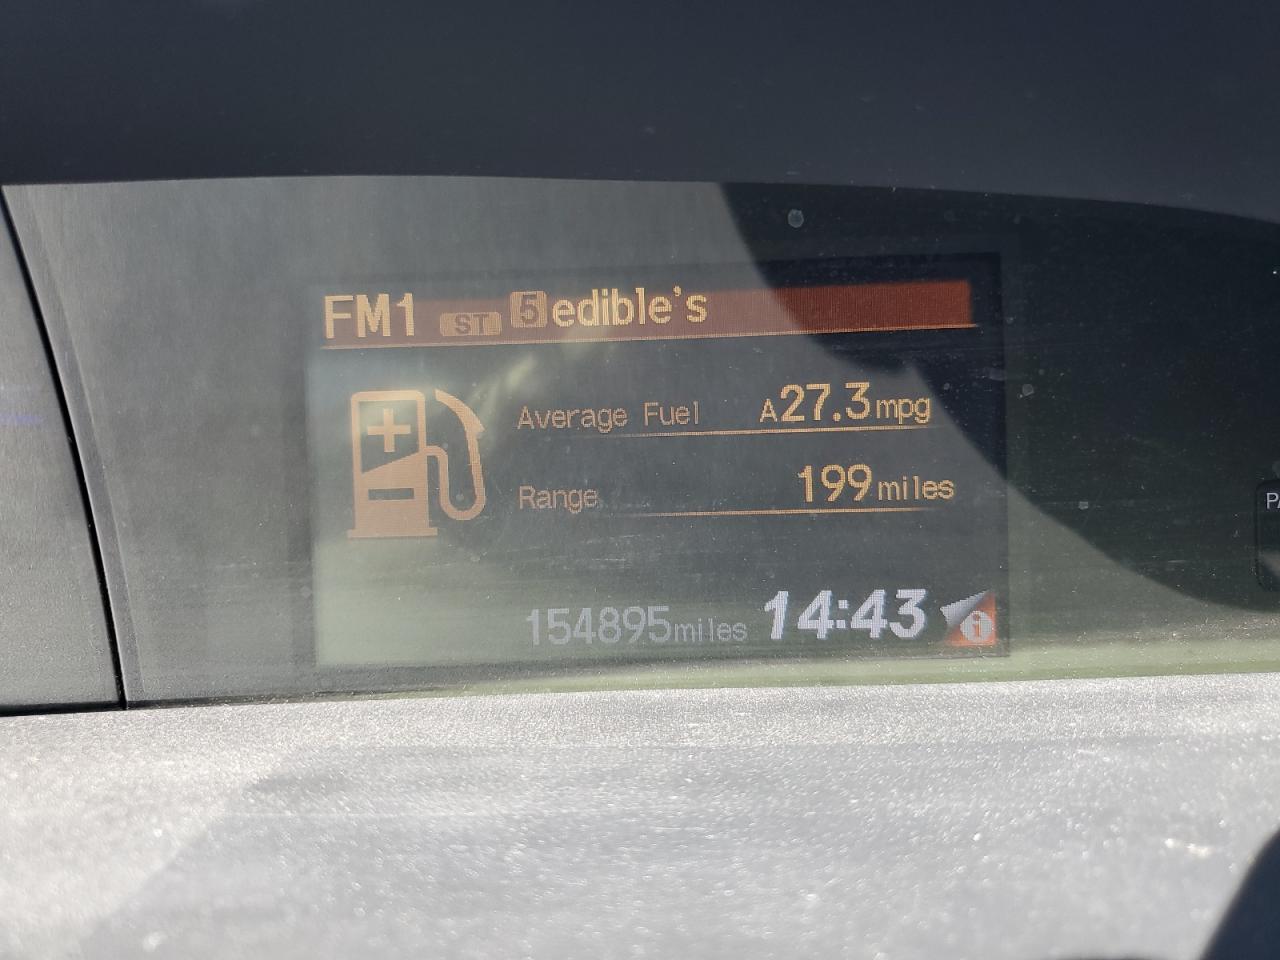 FM1 ST 5 edible's
Average Fuel A27.3mpg
Range 199miles
154895miles 14:43 i